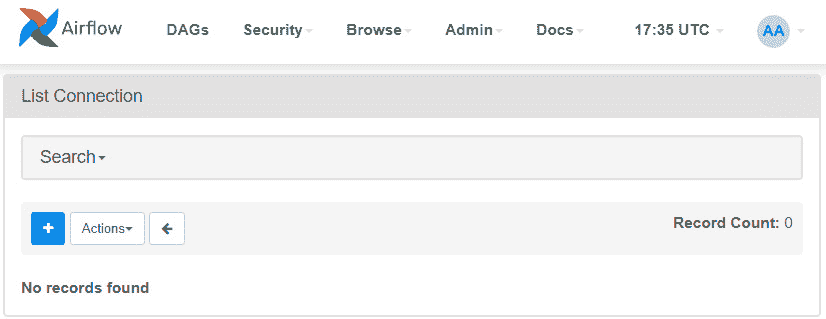 Airflow DAGs Security Browse Admin Docs 17:35 UTC AA
List Connection
Search
+ Actions Record Count: 0
No records found